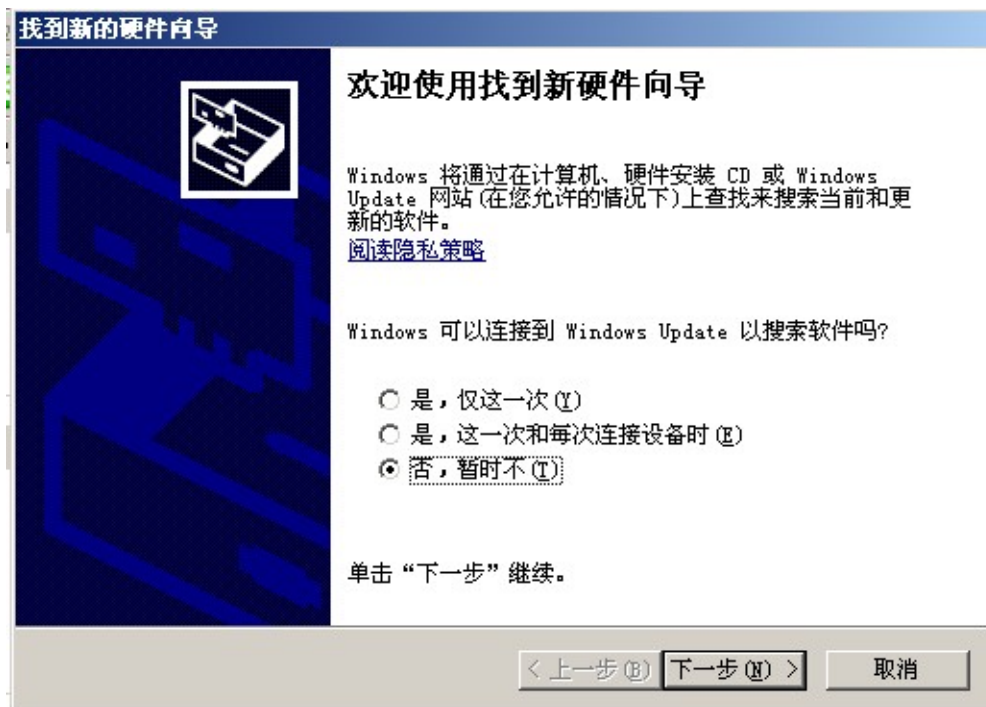 找到新的硬件向导
欢迎使用找到新硬件向导
Windows 将通过在计算机、硬件安装 CD 或 Windows
Update 网站(在您允许的情况下)上查找来搜索当前和更
新的软件。
阅读隐私策略
Windows 可以连接到 Windows Update 以搜索软件吗?
是，仅这一次(Y)
是，这一次和每次连接设备时(E)
否，暂时不(T)
单击“下一步”继续。
< 上一步(B) 下一步(N) > 取消